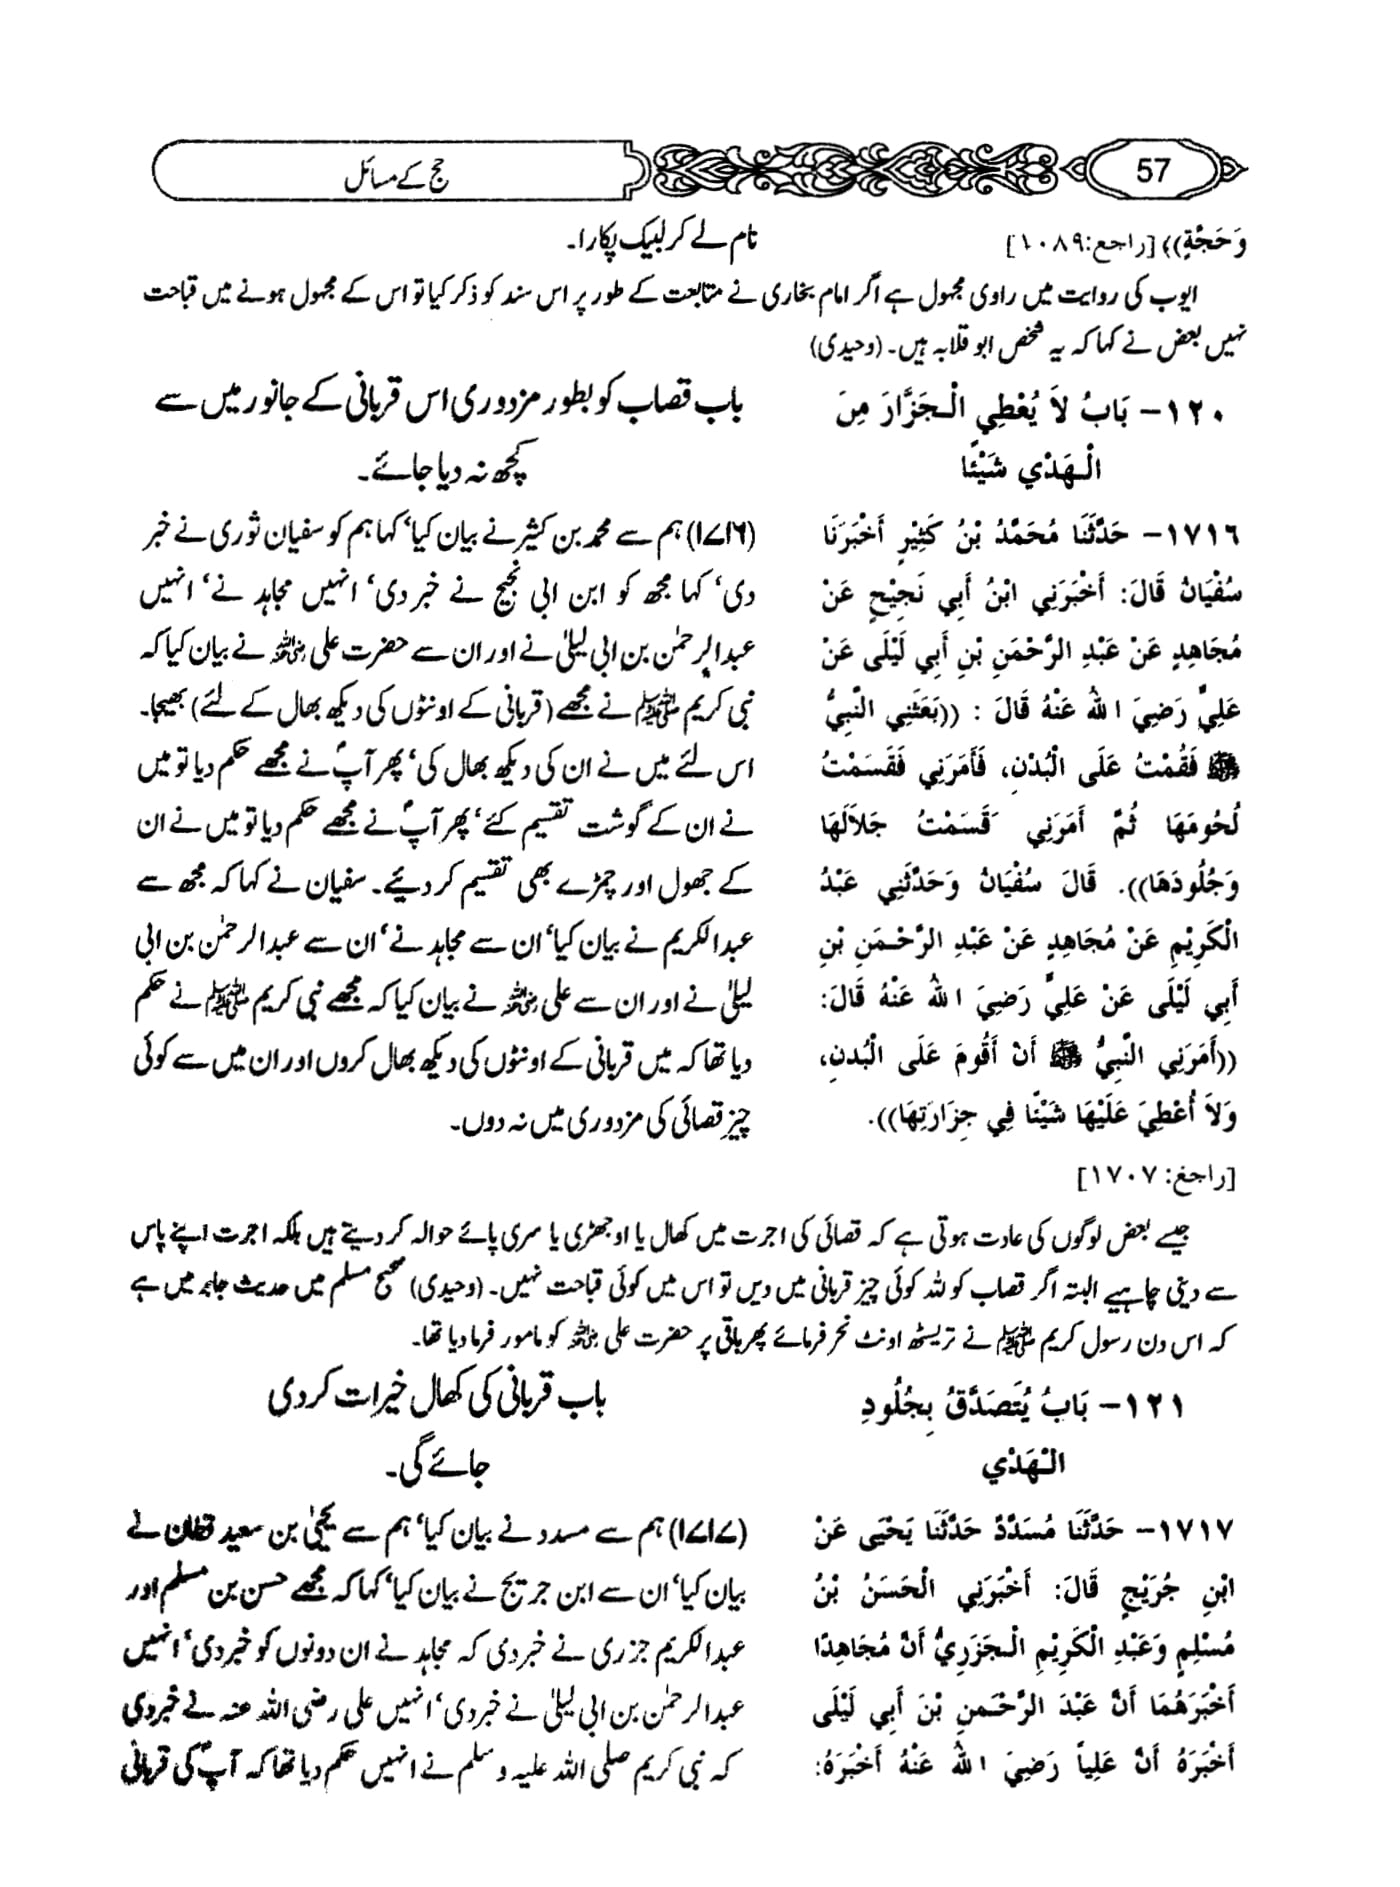 57
حج کے مسائل
وَحَجَّةٍ)) [راجع:١٠٨٩]
نام لے کر لبیک پکارا۔
ایوب کی روایت میں راوی مجہول ہے اگر امام بخاری نے متابعت کے طور پر اس سند کو ذکر کیا تو اس کے مجہول ہونے میں قباحت
نہیں بعض نے کہا کہ یہ شخص ابو قلابہ ہیں۔ (وحیدی)
١٢٠- بَابُ لاَ يُعْطِي الْـجَزَّارَ مِنَ
الْـهَدْيِ شَيْئًا
باب قصاب کو بطور مزدوری اس قربانی کے جانور میں سے
کچھ نہ دیا جائے۔
١٧١٦- حَدَّثَنَا مُحَمَّدُ بْنُ كَثِيْرٍ أَخْبَرَنَا
سُفْيَانُ قَالَ: أَخْبَرَنِي ابْنُ أَبِي نَجِيْحٍ عَنْ
مُجَاهِدٍ عَنْ عَبْدِ الرَّحْمَنِ بْنِ أَبِي لَيْلَى عَنْ
عَلِيٍّ رَضِيَ اللهُ عَنْهُ قَالَ : ((بَعَثَنِي النَّبِيُّ
ﷺ فَقُمْتُ عَلَى الْبُدْنِ، فَأَمَرَنِي فَقَسَمْتُ
لُحُومَهَا ثُمَّ أَمَرَنِي فَقَسَمْتُ جِلاَلَهَا
وَجُلُودَهَا)). قَالَ سُفْيَانُ وَحَدَّثَنِي عَبْدُ
الْكَرِيْمِ عَنْ مُجَاهِدٍ عَنْ عَبْدِ الرَّحْـمَنِ بْنِ
أَبِي لَيْلَى عَنْ عَلِيٍّ رَضِيَ اللهُ عَنْهُ قَالَ:
((أَمَرَنِي النَّبِيُّ ﷺ أَنْ أَقُومَ عَلَى الْبُدنِ،
وَلاَ أُعْطِيَ عَلَيْهَا شَيْئًا فِي جِزَارَتِهَا)).
[راجع: ١٧٠٧]
(۱۷۱۶) ہم سے محمد بن کثیر نے بیان کیا‘ کہا ہم کو سفیان ثوری نے خبر
دی‘ کہا مجھ کو ابن ابی نجیح نے خبر دی‘ انہیں مجاہد نے‘ انہیں
عبدالرحمٰن بن ابی لیلیٰ نے اور ان سے حضرت علی رضی اللہ عنہ نے بیان کیا کہ
نبی کریم ﷺ نے مجھے (قربانی کے اونٹوں کی دیکھ بھال کے لئے) بھیجا۔
اس لئے میں نے ان کی دیکھ بھال کی‘ پھر آپؐ نے مجھے حکم دیا تو میں
نے ان کے گوشت تقسیم کئے‘ پھر آپؐ نے مجھے حکم دیا تو میں نے ان
کے جھول اور چمڑے بھی تقسیم کر دیئے۔ سفیان نے کہا کہ مجھ سے
عبدالکریم نے بیان کیا‘ ان سے مجاہد نے‘ ان سے عبدالرحمٰن بن ابی
لیلیٰ نے اور ان سے علی رضی اللہ عنہ نے بیان کیا کہ مجھے نبی کریم ﷺ نے حکم
دیا تھا کہ میں قربانی کے اونٹوں کی دیکھ بھال کروں اور ان میں سے کوئی
چیز قصائی کی مزدوری میں نہ دوں۔
جیسے بعض لوگوں کی عادت ہوتی ہے کہ قصائی کی اجرت میں کھال یا اوجھڑی یا سری پائے حوالہ کر دیتے ہیں بلکہ اجرت اپنے پاس
سے دینی چاہیے البتہ اگر قصاب کو للہ کوئی چیز قربانی میں دیں تو اس میں کوئی قباحت نہیں۔ (وحیدی) صحیح مسلم میں حدیث جابر میں ہے
کہ اس دن رسول کریم ﷺ نے تریسٹھ اونٹ نحر فرمائے پھر باقی پر حضرت علی رضی اللہ عنہ کو مامور فرما دیا تھا۔
١٢١- بَابُ يُتَصَدَّقُ بِجُلُودِ
الْـهَدْيِ
باب قربانی کی کھال خیرات کر دی
جائے گی۔
١٧١٧- حَدَّثَنَا مُسَدَّدٌ حَدَّثَنَا يَحْيَى عَنْ
ابْنِ جُرَيْجٍ قَالَ: أَخْبَرَنِي الْـحَسَنُ بْنُ
مُسْلِمٍ وَعَبْدِ الْكَرِيْمِ الْـجَزَرِيُّ أَنَّ مُجَاهِدًا
أَخْبَرَهُمَا أَنَّ عَبْدَ الرَّحْـمَنِ بْنَ أَبِي لَيْلَى
أَخْبَرَهُ أَنَّ عَلِياً رَضِيَ اللهُ عَنْهُ أَخْبَرَهُ:
(۱۷۱۷) ہم سے مسدد نے بیان کیا‘ ہم سے یحییٰ بن سعید قطان نے
بیان کیا‘ ان سے ابن جریج نے بیان کیا‘ کہا کہ مجھے حسن بن مسلم اور
عبدالکریم جزری نے خبر دی کہ مجاہد نے ان دونوں کو خبر دی‘ انہیں
عبدالرحمٰن بن ابی لیلیٰ نے خبر دی‘ انہیں علی رضی اللہ عنہ نے خبر دی
کہ نبی کریم صلی اللہ علیہ و سلم نے انہیں حکم دیا تھا کہ آپؐ کی قربانی